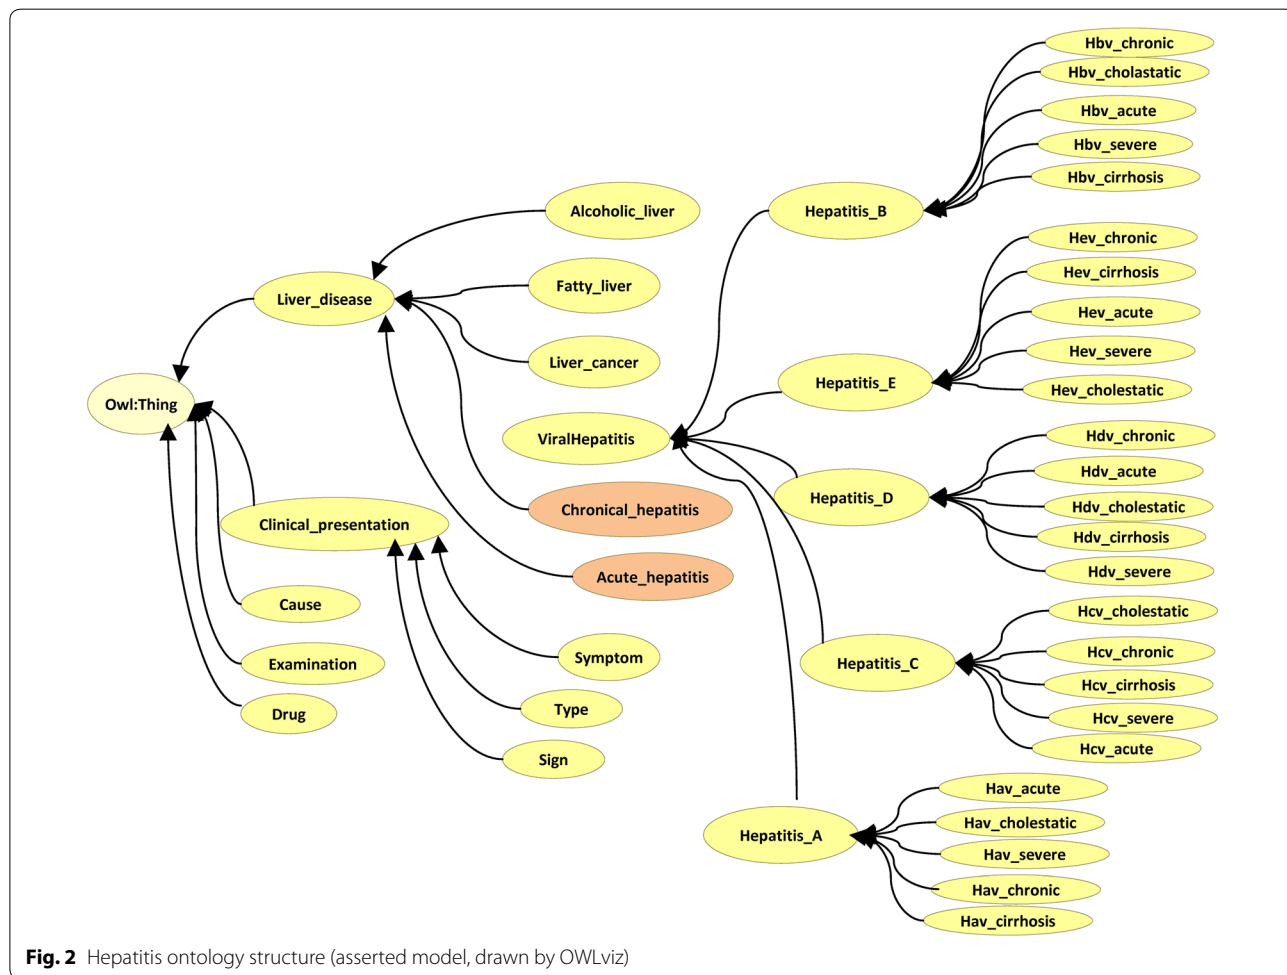 Hbv_chronic
Hbv_cholastatic
Hbv_acute
Hbv_severe
Hbv_cirrhosis
Alcoholic_liver
Hepatitis_B
Hev_chronic
Hev_cirrhosis
Hev_acute
Hev_severe
Hev_cholestatic
Fatty_liver
Liver_disease
Liver_cancer
Hepatitis_E
Owl:Thing
ViralHepatitis
Hdv_chronic
Hdv_acute
Hdv_cholestatic
Hdv_cirrhosis
Hdv_severe
Hepatitis_D
Chronical_hepatitis
Clinical_presentation
Acute_hepatitis
Cause
Examination
Drug
Symptom
Type
Sign
Hepatitis_C
Hcv_cholestatic
Hcv_chronic
Hcv_cirrhosis
Hcv_severe
Hcv_acute
Hepatitis_A
Hav_acute
Hav_cholestatic
Hav_severe
Hav_chronic
Hav_cirrhosis
Fig. 2 Hepatitis ontology structure (asserted model, drawn by OWLviz)